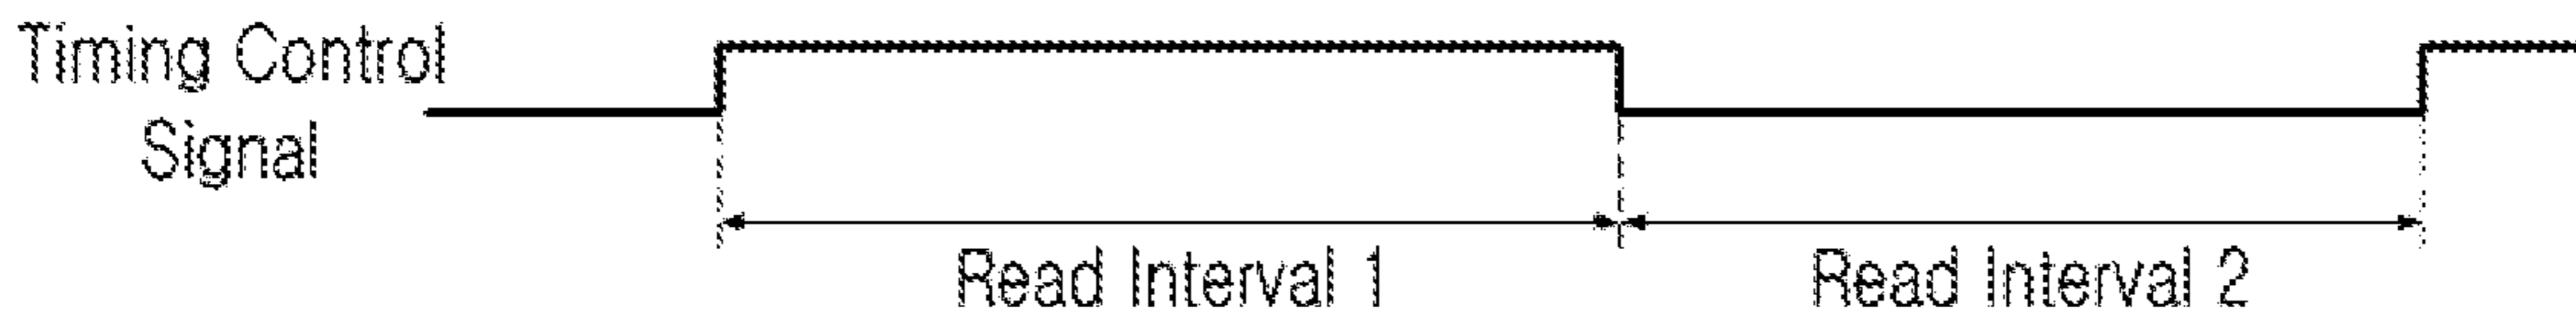 Timing Control
Signal
Read Interval 1
Read Interval 2